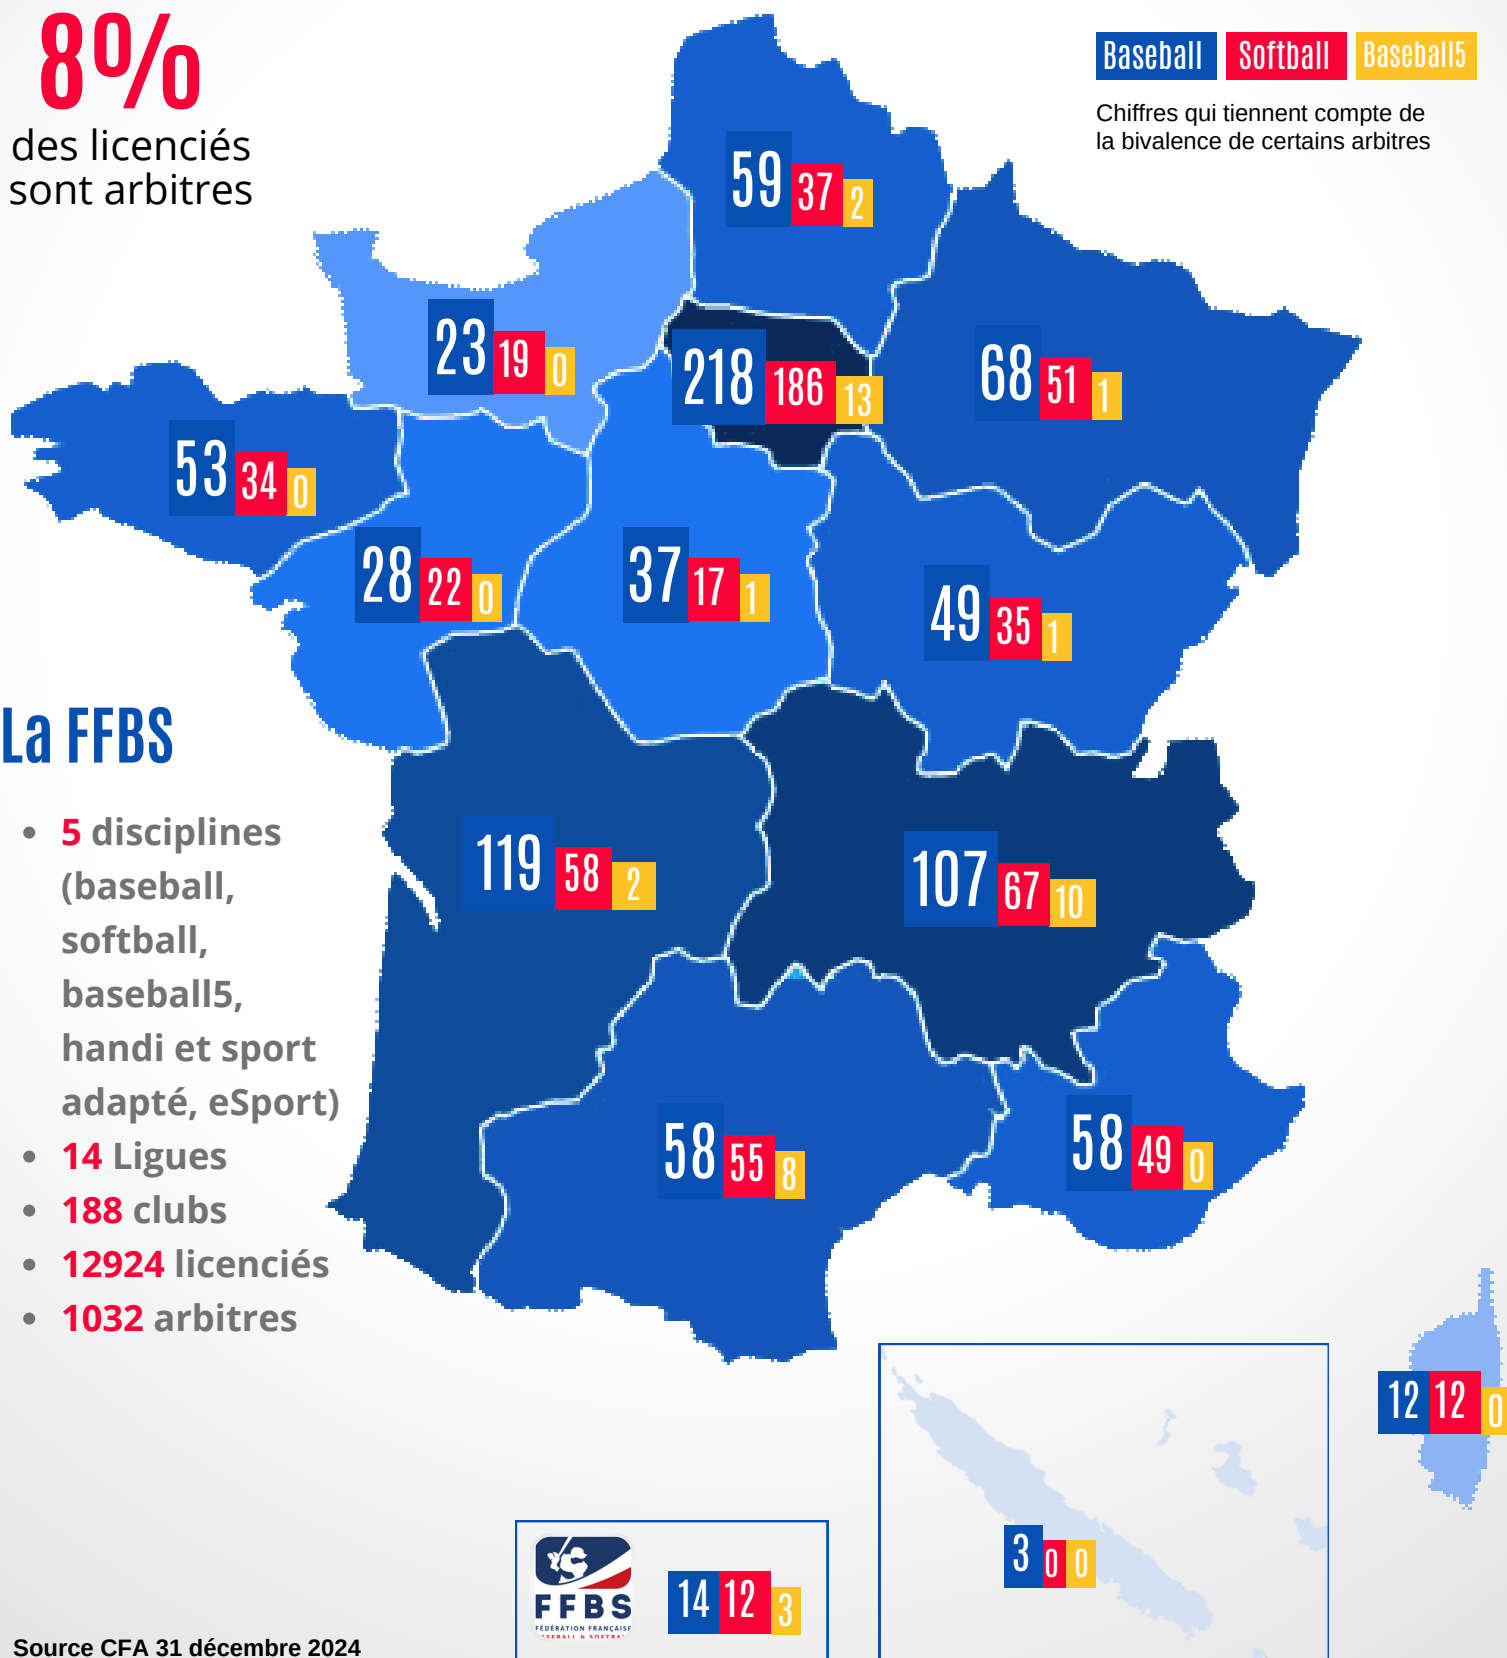 8%
des licenciés
sont arbitres
Baseball Softball Baseball5
Chiffres qui tiennent compte de
la bivalence de certains arbitres
59 37 2
23 19 0
218 186 13
68 51 1
53 34 0
28 22 0
37 17 1
49 35 1
La FFBS
• 5 disciplines
(baseball,
softball,
baseball5,
handi et sport
adapté, eSport)
• 14 Ligues
• 188 clubs
• 12924 licenciés
• 1032 arbitres
119 58 2
107 67 10
58 55 8
58 49 0
12 12 0
3 0 0
FFBS
FÉDÉRATION FRANÇAISE
BASEBALL & SOFTBALL
14 12 3
Source CFA 31 décembre 2024